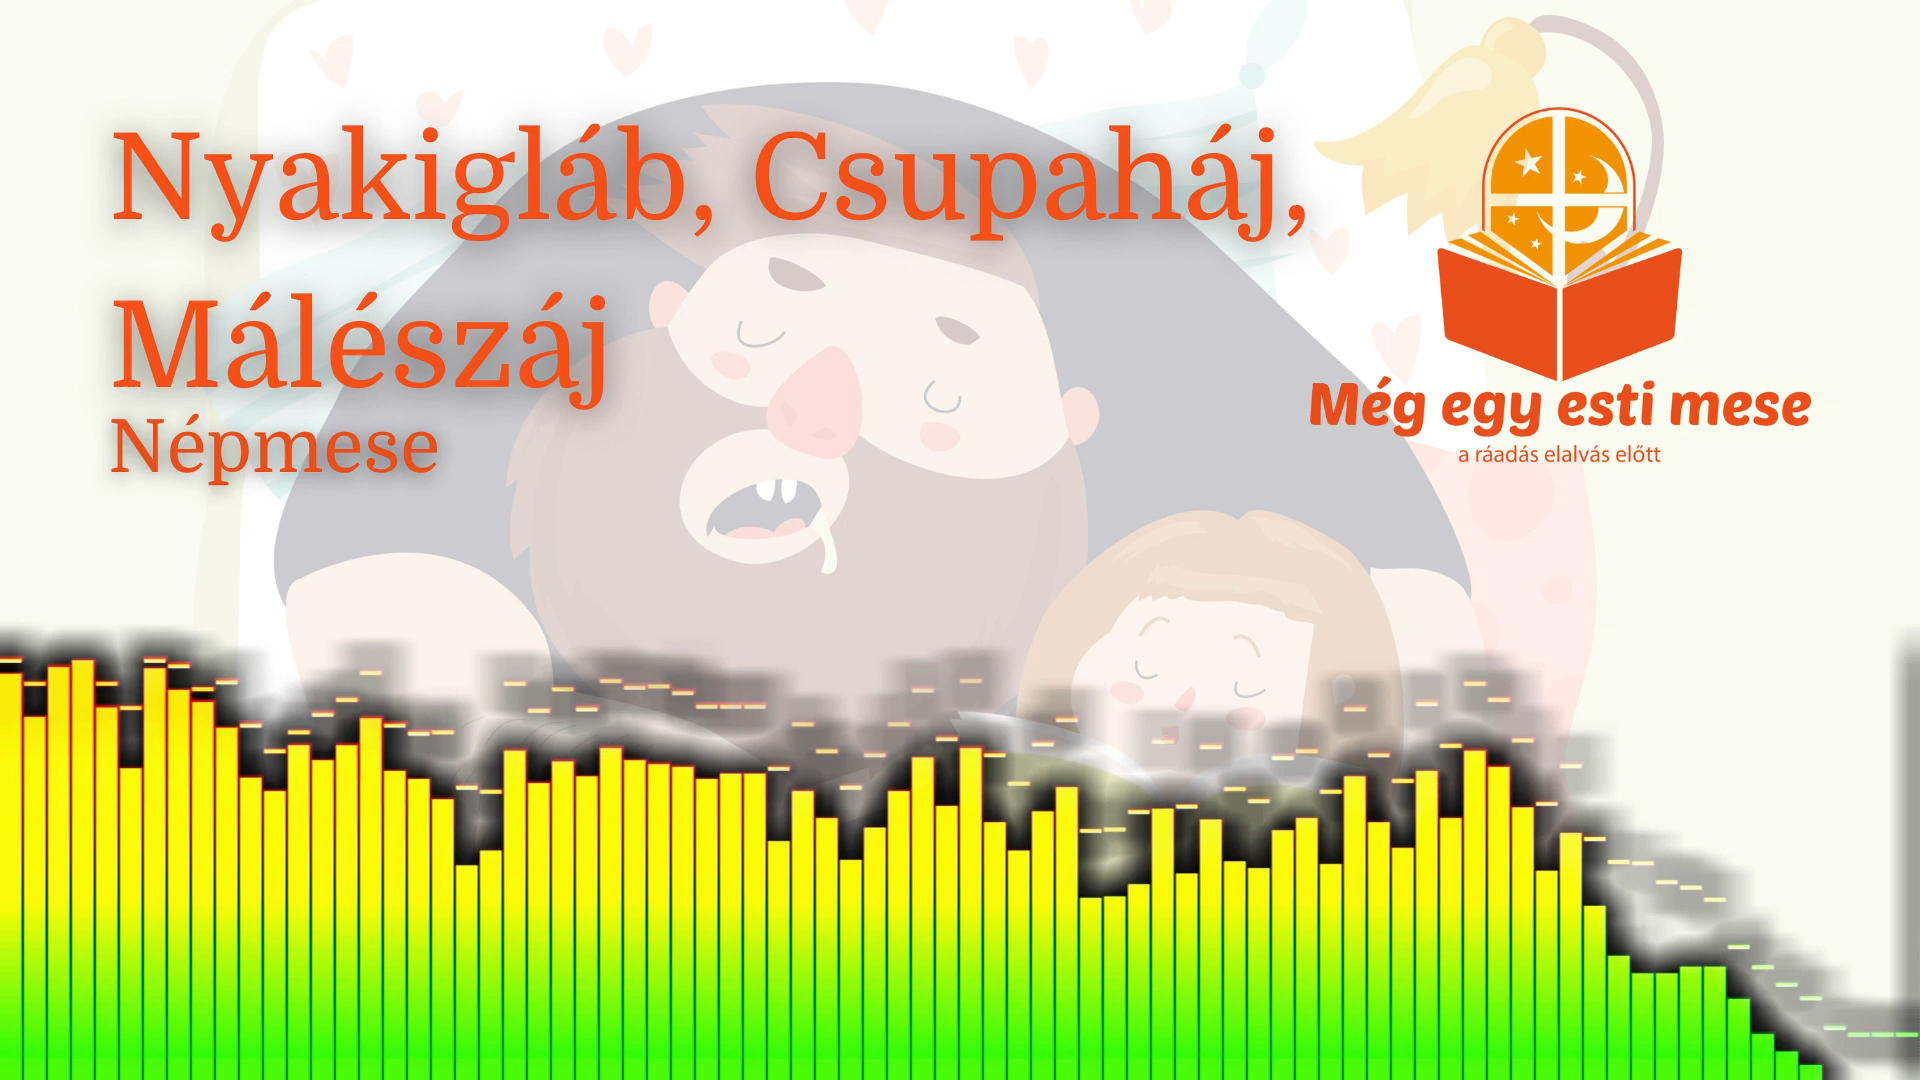 Nyakigláb, Csupaháj,
Málészáj
Népmese
Még egy esti mese
a ráadás elalvás előtt